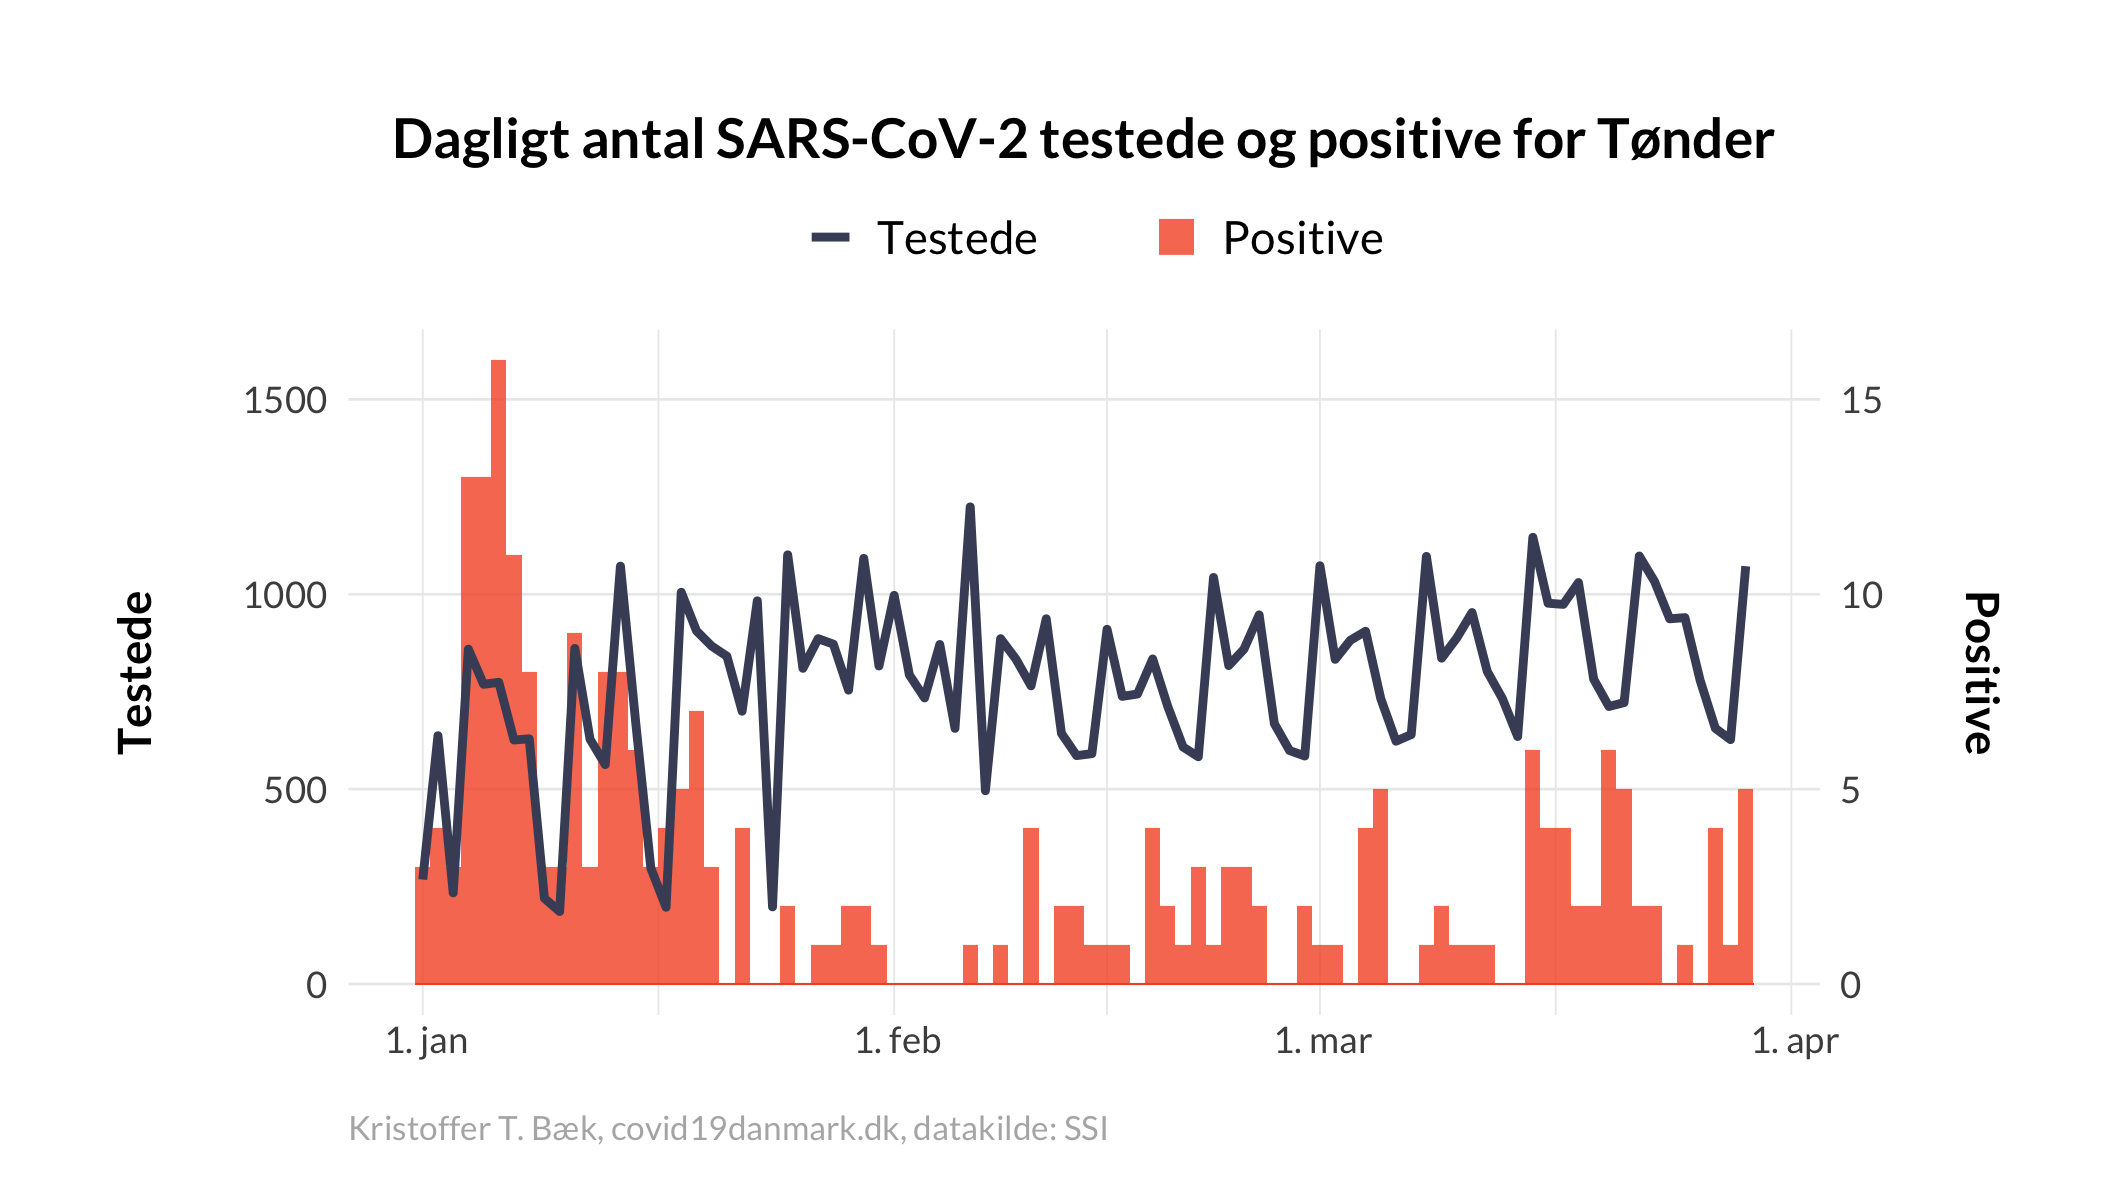 Dagligt antal SARS-CoV-2 testede og positive for Tønder
Testede Positive
1500 15
1000 10
500 5
0 0
Testede
Positive
1. jan 1. feb 1. mar 1. apr
Kristoffer T. Bæk, covid19danmark.dk, datakilde: SSI